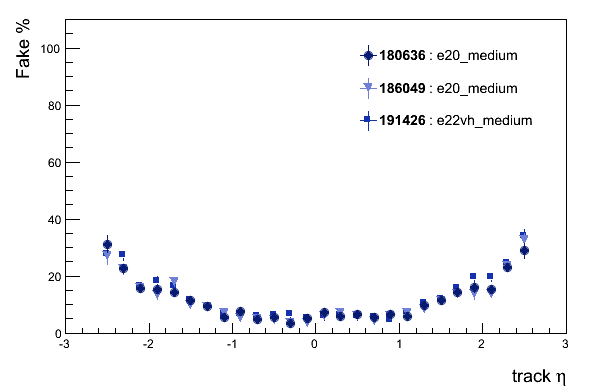 Fake %
100
80
60
40
20
0
180636 : e20_medium
186049 : e20_medium
191426 : e22vh_medium
-3 -2 -1 0 1 2 3
track η